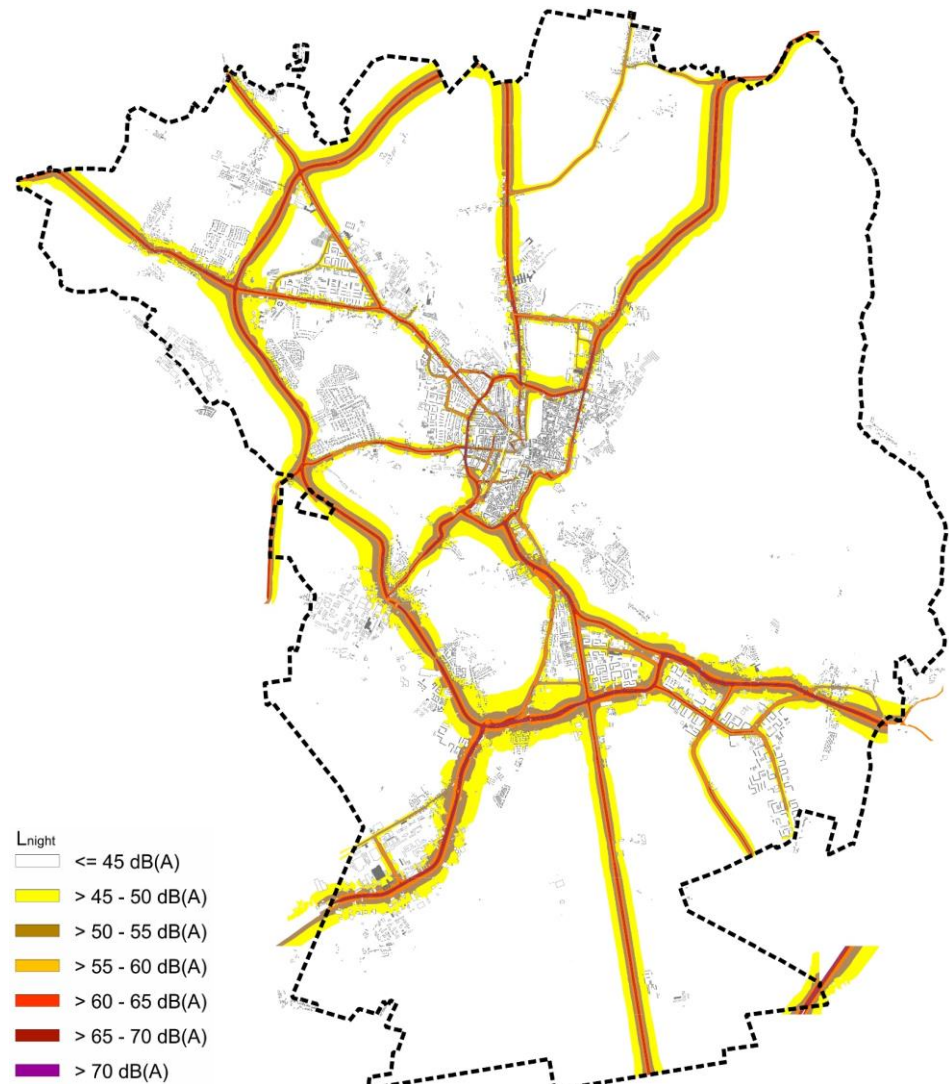 Lnight
<= 45 dB(A)
> 45 - 50 dB(A)
> 50 - 55 dB(A)
> 55 - 60 dB(A)
> 60 - 65 dB(A)
> 65 - 70 dB(A)
> 70 dB(A)